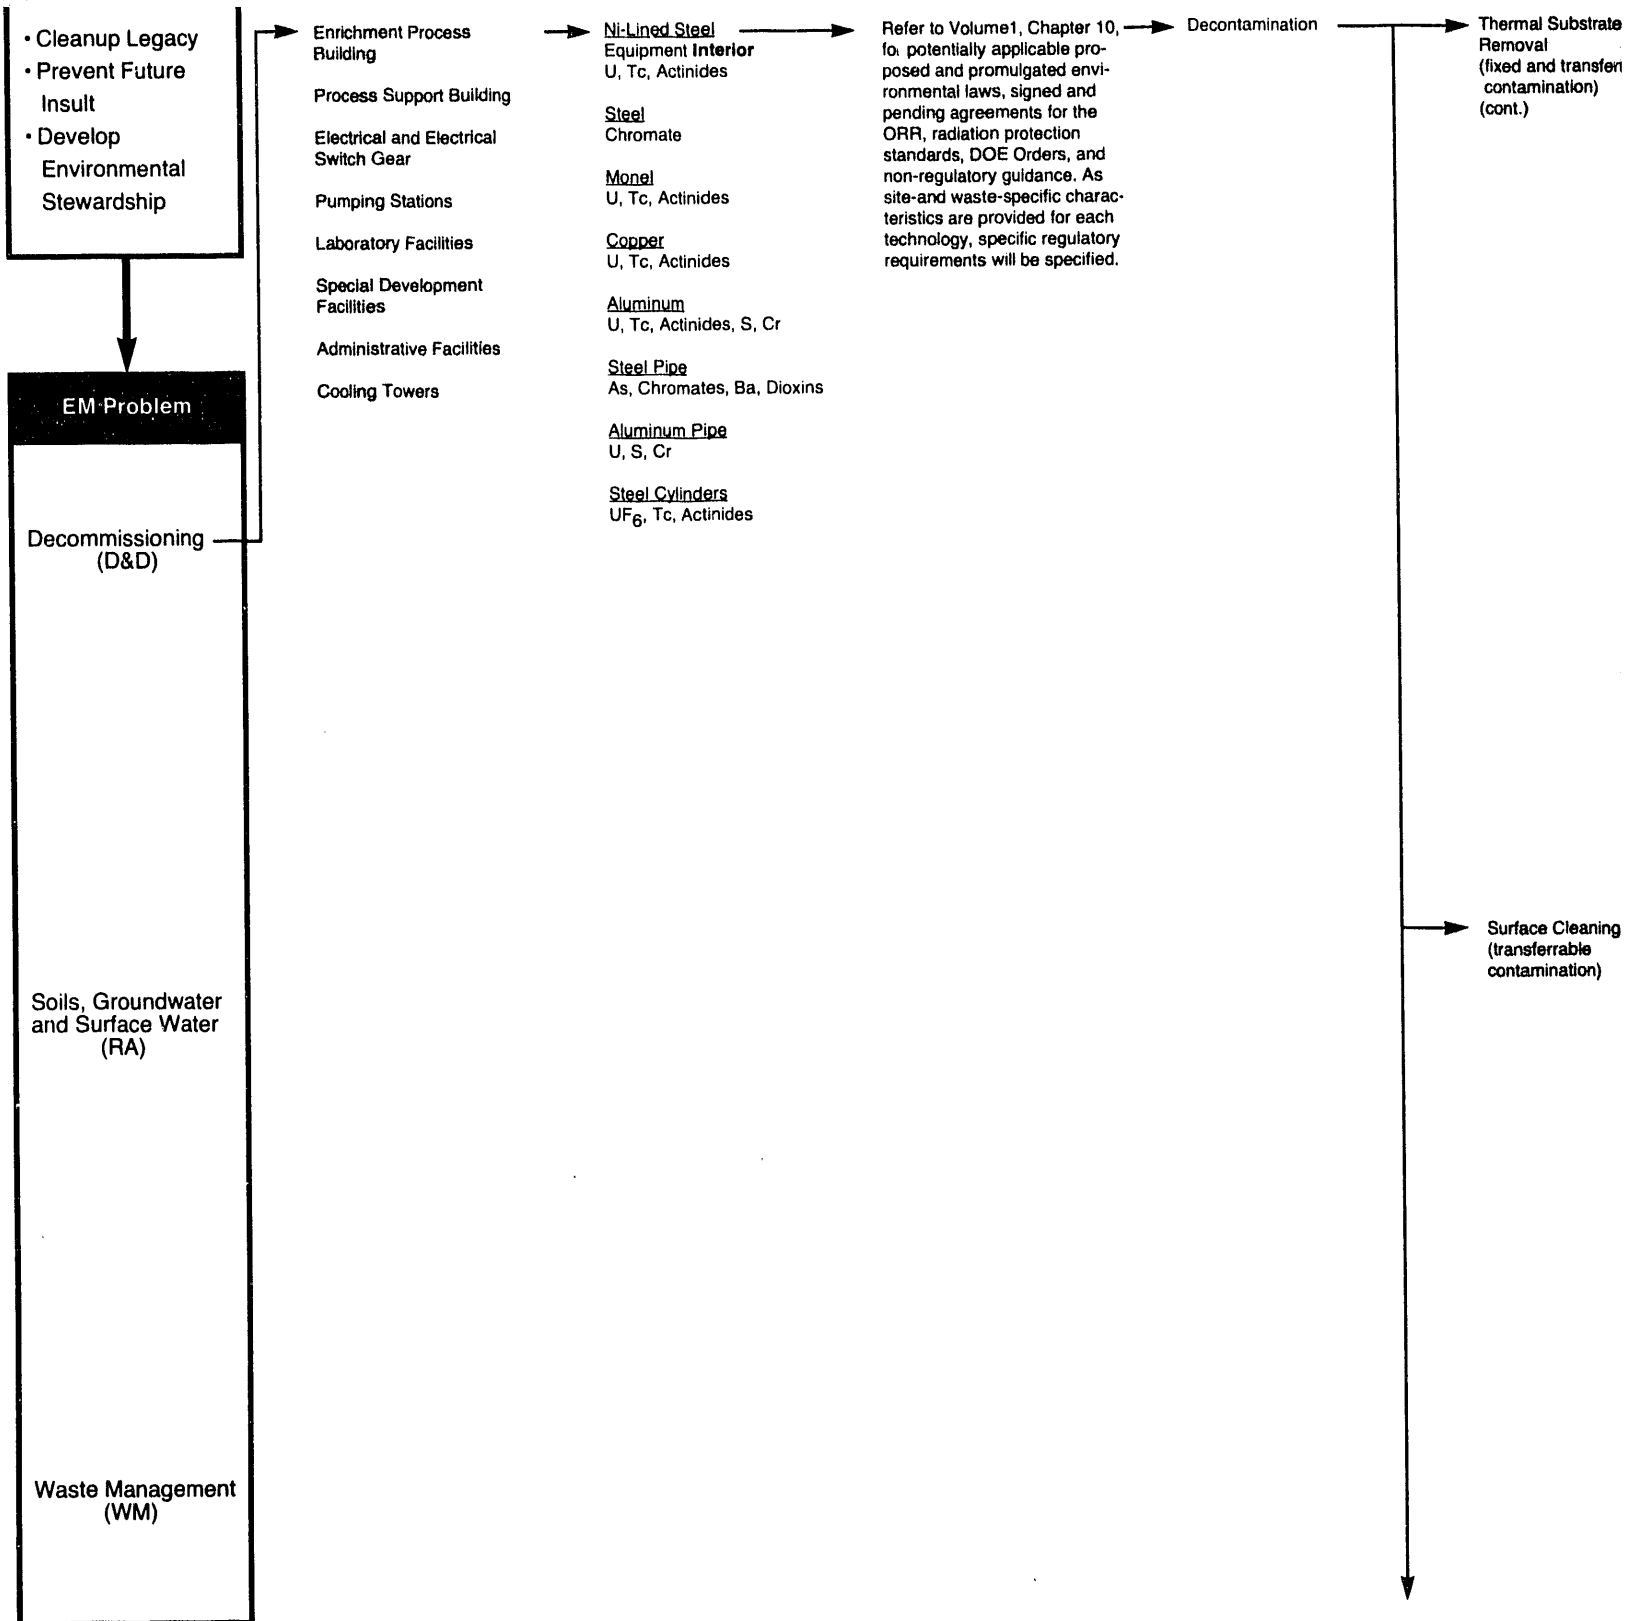 • Cleanup Legacy
• Prevent Future
Insult
• Develop
Environmental
Stewardship
EM Problem
Decommissioning
(D&D)
Soils, Groundwater
and Surface Water
(RA)
Waste Management
(WM)
Enrichment Process
Building
Process Support Building
Electrical and Electrical
Switch Gear
Pumping Stations
Laboratory Facilities
Special Development
Facilities
Administrative Facilities
Cooling Towers
Ni-Lined Steel
Equipment Interior
U, Tc, Actinides
Steel
Chromate
Monel
U, Tc, Actinides
Copper
U, Tc, Actinides
Aluminum
U, Tc, Actinides, S, Cr
Steel Pipe
As, Chromates, Ba, Dioxins
Aluminum Pipe
U, S, Cr
Steel Cylinders
UF6, Tc, Actinides
Refer to Volume1, Chapter 10,
for potentially applicable pro-
posed and promulgated envi-
ronmental laws, signed and
pending agreements for the
ORR, radiation protection
standards, DOE Orders, and
non-regulatory guidance. As
site-and waste-specific charac-
teristics are provided for each
technology, specific regulatory
requirements will be specified.
Decontamination
Thermal Substrate
Removal
(fixed and
contamination)
(cont.)
Surface Cleaning
(transferrable
contamination)